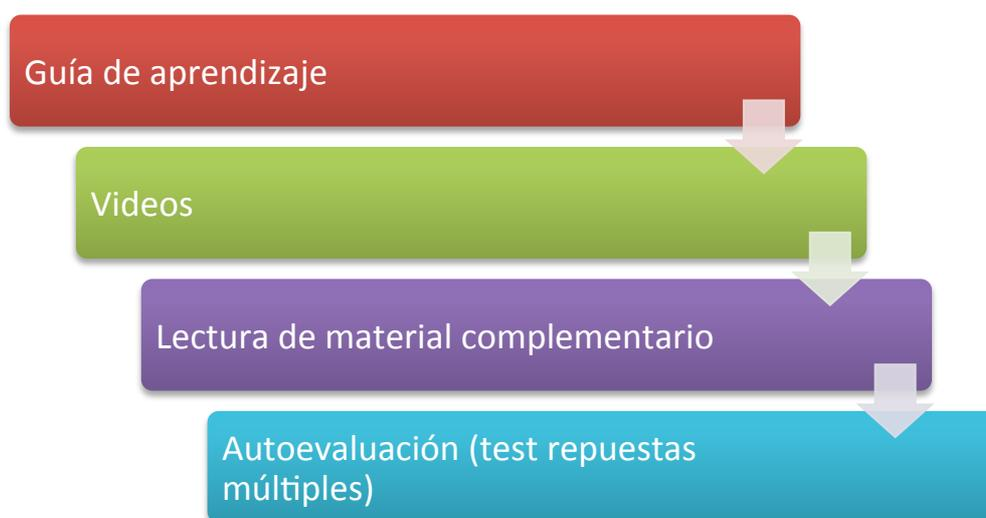 Guía de aprendizaje
Videos
Lectura de material complementario
Autoevaluación (test repuestas
múltiples)